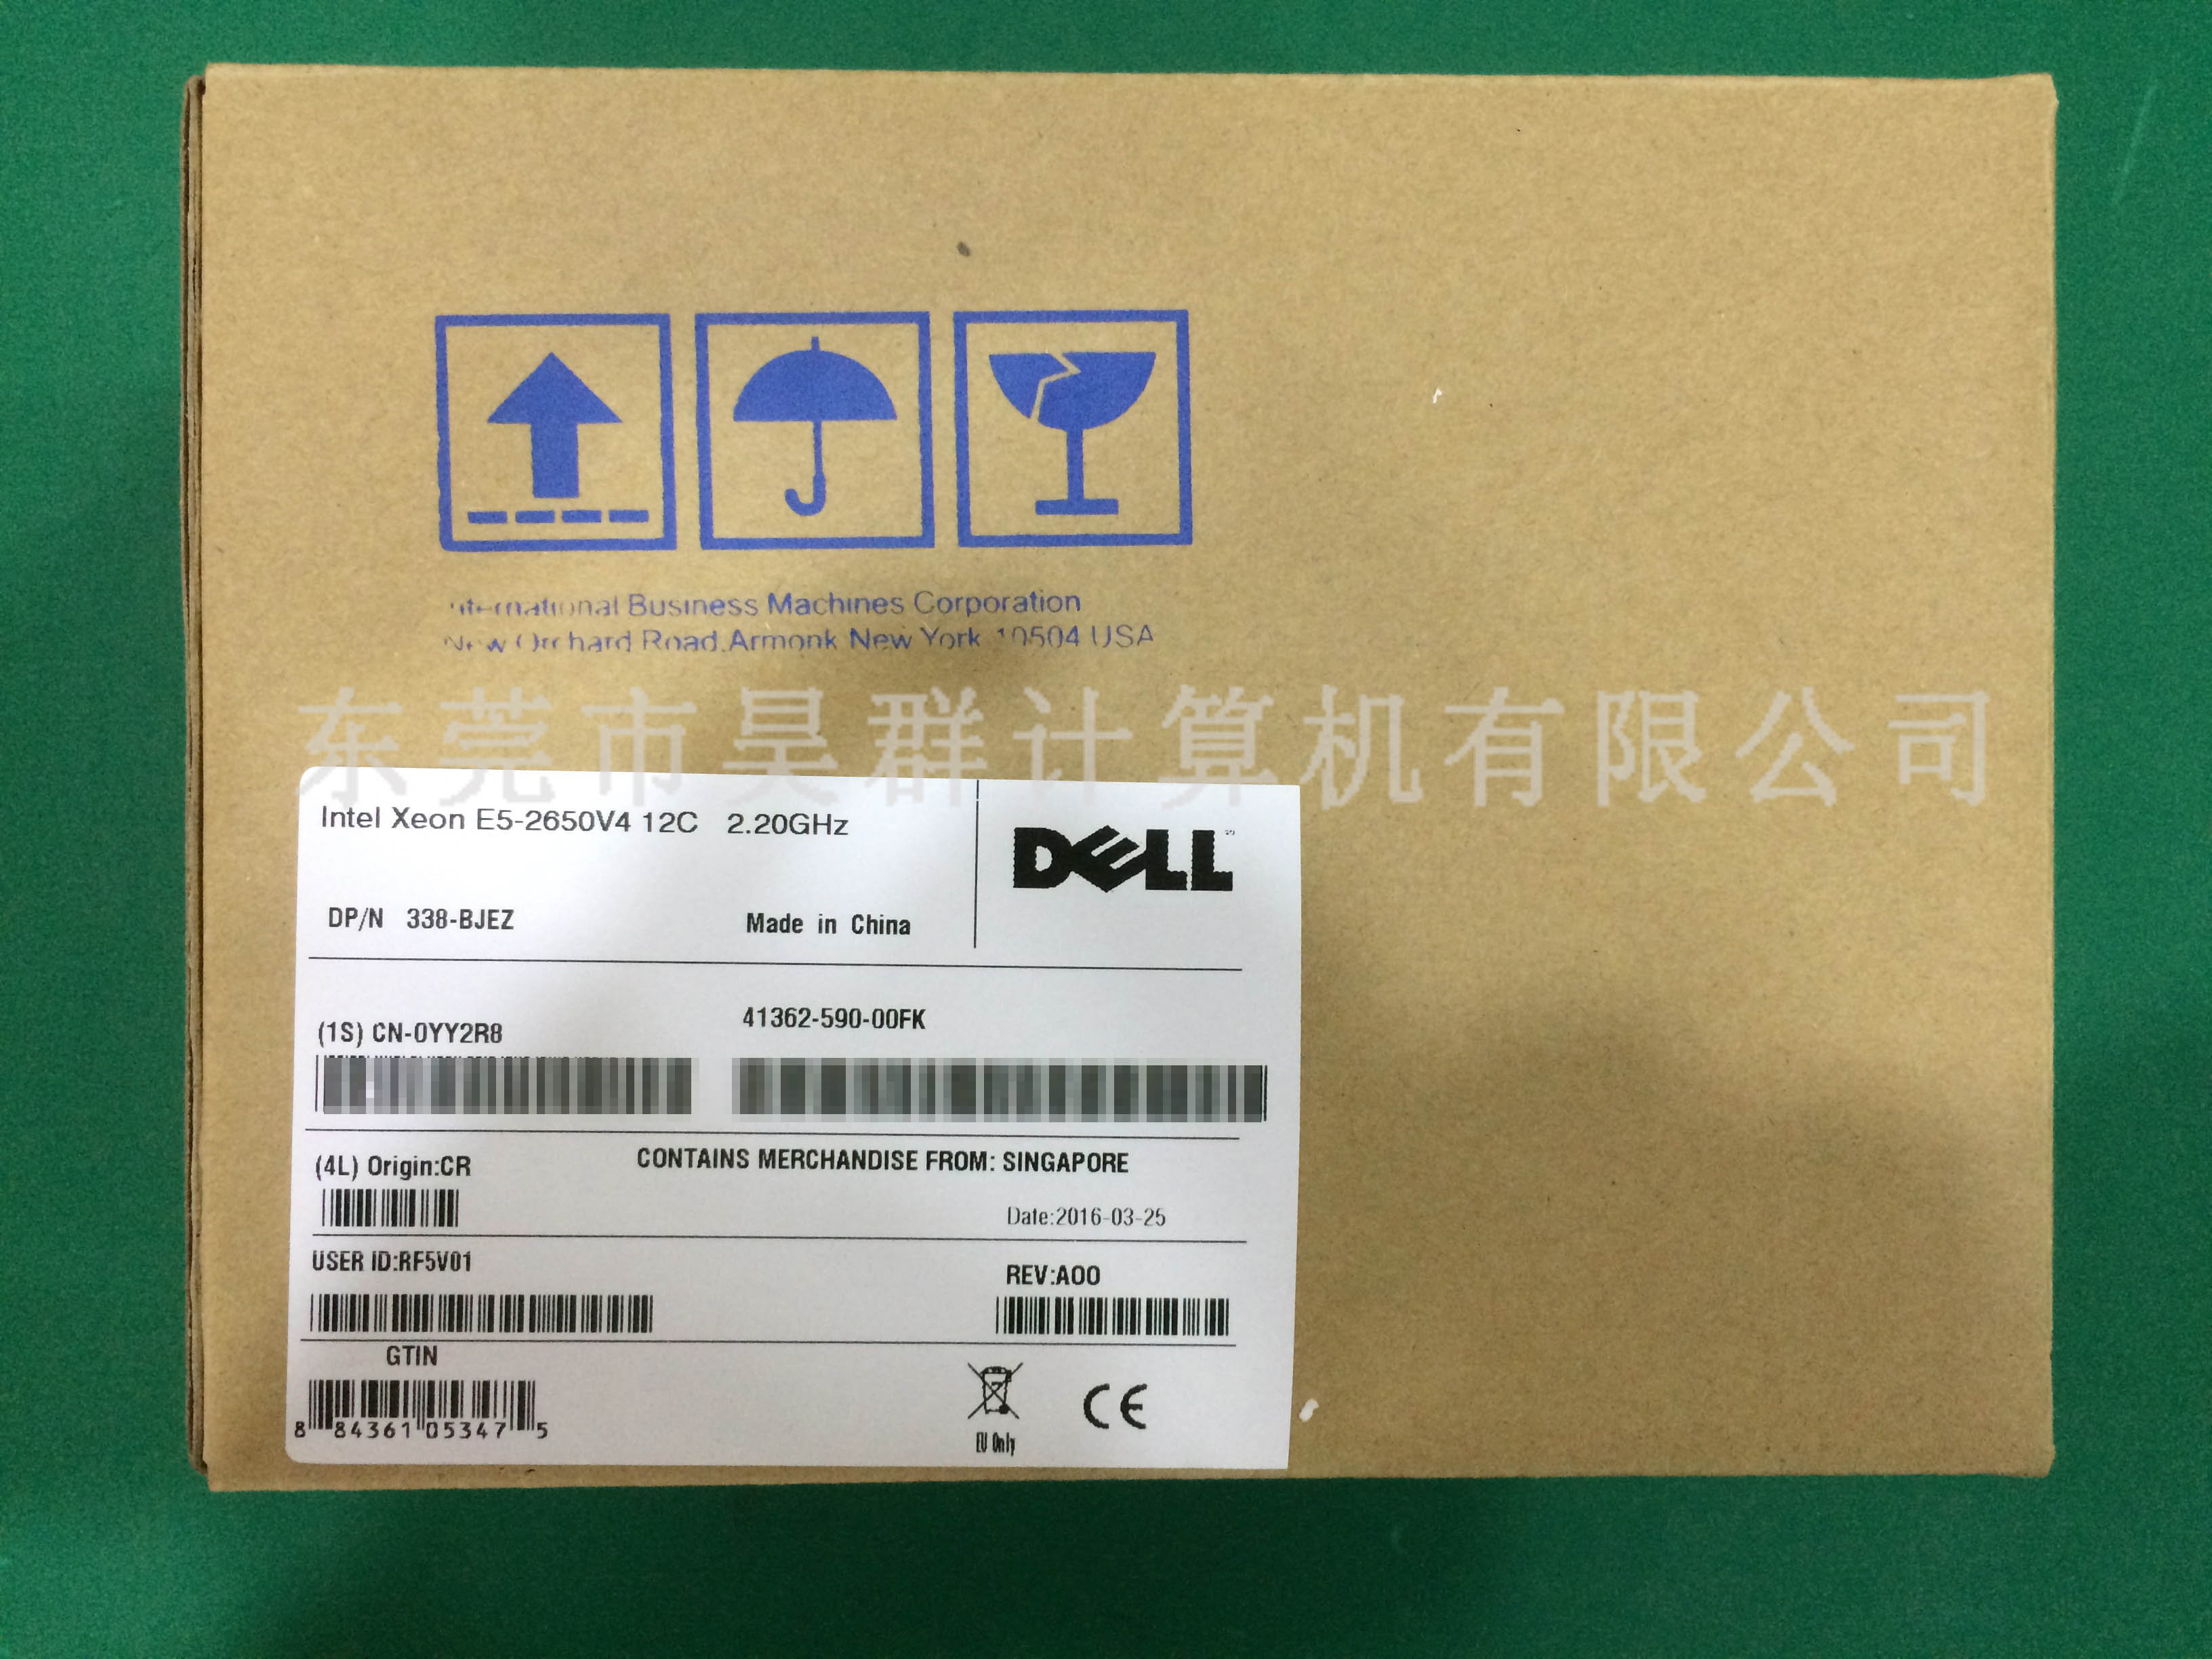 International Business Machines Corporation
New Orchard Road,Armonk New York 10504 USA
东莞市昊群计算机有限公司
Intel Xeon E5-2650V4 12C 2.20GHz
DELL
DP/N 338-BJEZ Made in China
(1S) CN-0YY2R8 41362-590-00FK
(4L) Origin:CR CONTAINS MERCHANDISE FROM: SINGAPORE
Date:2016-03-25
USER ID:RF5V01 REV:A00
GTIN
8 84361 05347 5
EU Only
CE